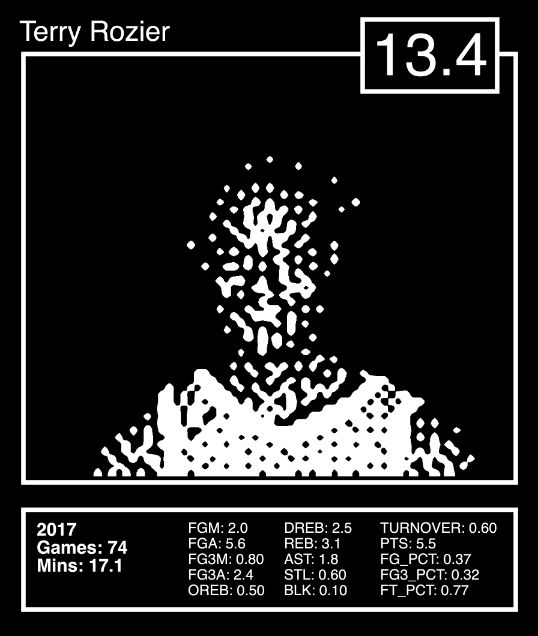 Terry Rozier
13.4
2017
Games: 74
Mins: 17.1
FGM: 2.0
FGA: 5.6
FG3M: 0.80
FG3A: 2.4
OREB: 0.50
DREB: 2.5
REB: 3.1
AST: 1.8
STL: 0.60
BLK: 0.10
TURNOVER: 0.60
PTS: 5.5
FG_PCT: 0.37
FG3_PCT: 0.32
FT_PCT: 0.77